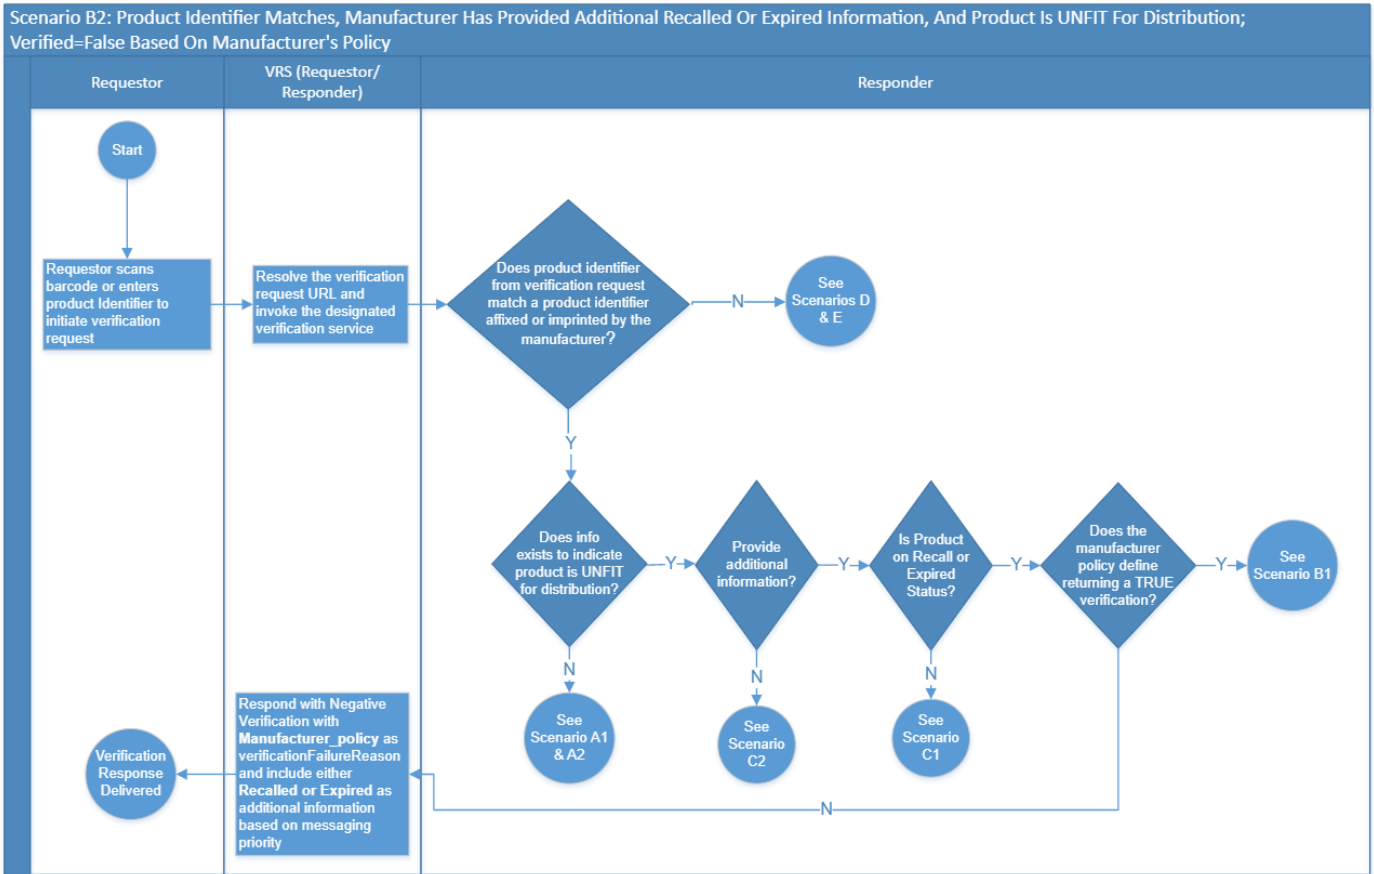 Scenario B2: Product Identifier Matches, Manufacturer Has Provided Additional Recalled Or Expired Information, And Product Is UNFIT For Distribution;
Verified=False Based On Manufacturer's Policy
Requestor
VRS (Requestor/
Responder)
Responder
Start
Requestor scans
barcode or enters
product Identifier to
initiate verification
request
Resolve the verification
request URL and
invoke the designated
verification service
Does product identifier
from verification request
match a product identifier
affixed or imprinted by the
manufacturer?
N
See
Scenarios D
& E
Y
Does info
exists to indicate
product is UNFIT
for distribution?
Y
Provide
additional
information?
Y
Is Product
on Recall or
Expired
Status?
Y
Does the
manufacturer
policy define
returning a TRUE
verification?
Y
See
Scenario B1
N
See
Scenario A1
& A2
N
See
Scenario
C2
N
See
Scenario
C1
N
Respond with Negative
Verification with
Manufacturer_policy as
verificationFailureReason
and include either
Recalled or Expired as
additional information
based on messaging
priority
Verification
Response
Delivered